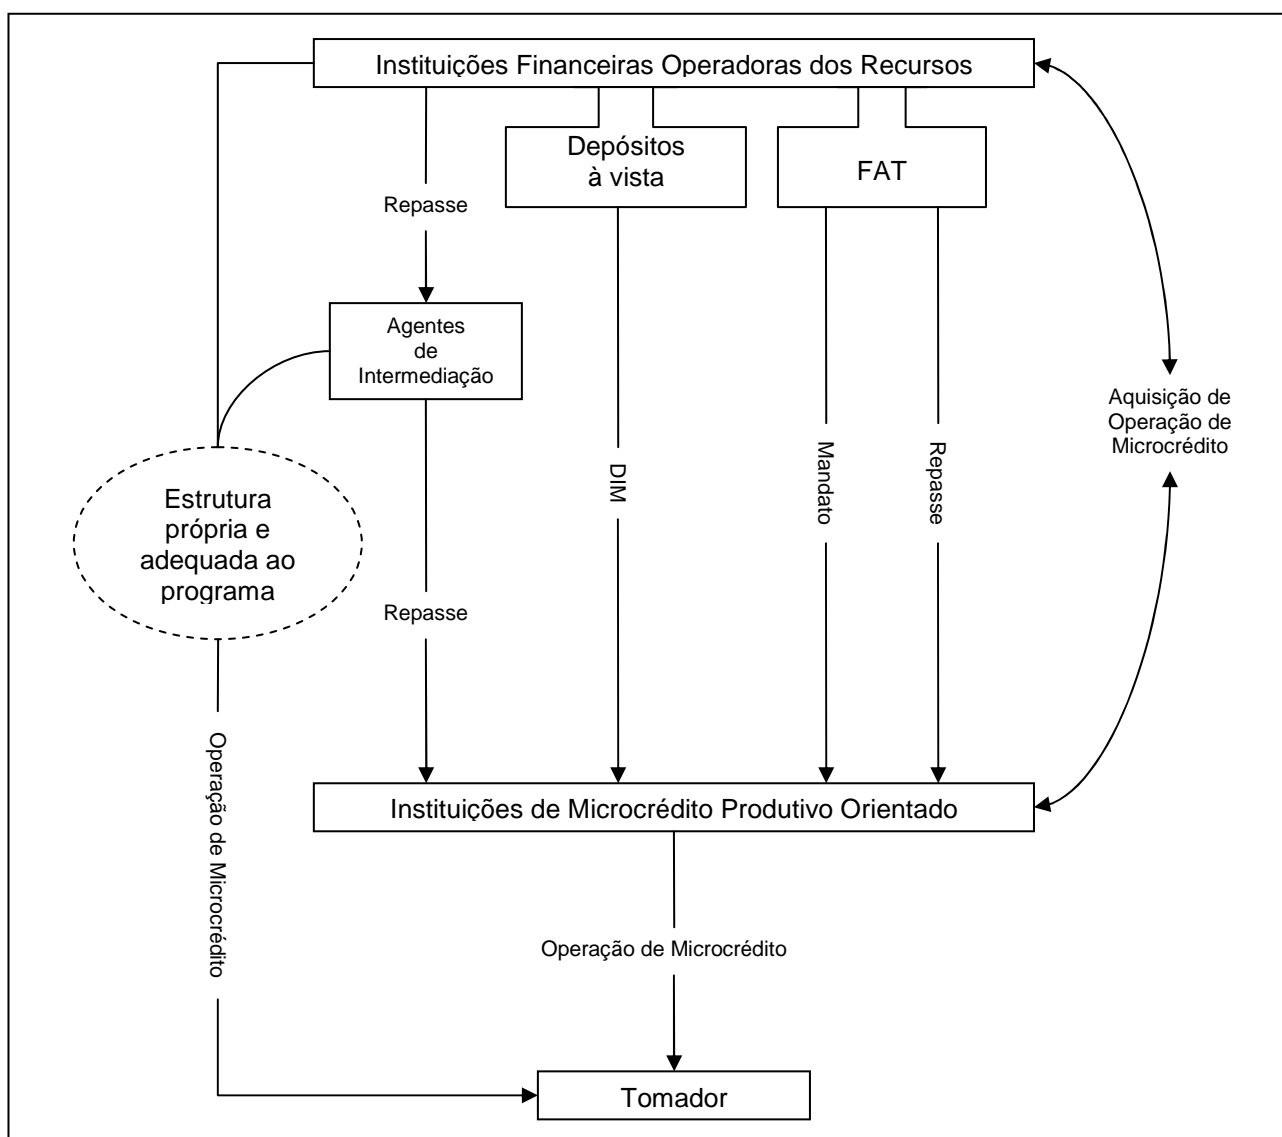 Instituições Financeiras Operadoras dos Recursos
Depósitos
à vista
FAT
Repasse
Agentes
de
Intermediação
Aquisição de
Operação de
Microcrédito
DIM
Mandato
Repasse
Estrutura
própria e
adequada ao
programa
Repasse
Operação de Microcrédito
Instituições de Microcrédito Produtivo Orientado
Operação de Microcrédito
Tomador